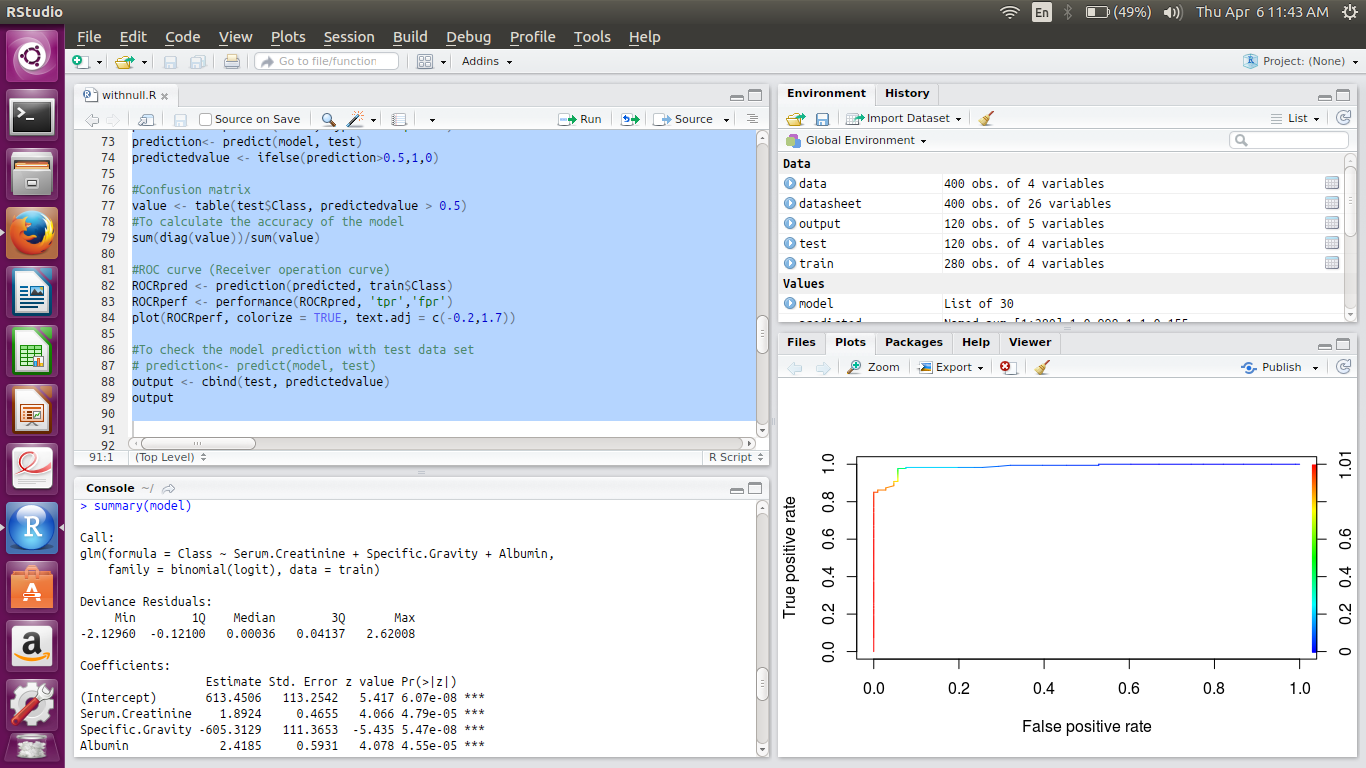 RStudio
En
(49%)
Thu Apr 6 11:43 AM
File Edit Code View Plots Session Build Debug Profile Tools Help
Go to file/function
Addins
Project: (None)
withnull.R
Source on Save
Run
Source
73 prediction<- predict(model, test)
74 predictedvalue <- ifelse(prediction>0.5,1,0)
75
76 #Confusion matrix
77 value <- table(test$Class, predictedvalue > 0.5)
78 #To calculate the accuracy of the model
79 sum(diag(value))/sum(value)
80
81 #ROC curve (Receiver operation curve)
82 ROCRpred <- prediction(predicted, train$Class)
83 ROCRperf <- performance(ROCRpred, 'tpr','fpr')
84 plot(ROCRperf, colorize = TRUE, text.adj = c(-0.2,1.7))
85
86 #To check the model prediction with test data set
87 # prediction<- predict(model, test)
88 output <- cbind(test, predictedvalue)
89 output
90
91
92
91:1 (Top Level) R Script
Console ~/
> summary(model)
Call:
glm(formula = Class ~ Serum.Creatinine + Specific.Gravity + Albumin,
family = binomial(logit), data = train)
Deviance Residuals:
Min 1Q Median 3Q Max
-2.12960 -0.12100 0.00036 0.04137 2.62008
Coefficients:
Estimate Std. Error z value Pr(>|z|)
(Intercept) 613.4506 113.2542 5.417 6.07e-08 ***
Serum.Creatinine 1.8924 0.4655 4.066 4.79e-05 ***
Specific.Gravity -605.3129 111.3653 -5.435 5.47e-08 ***
Albumin 2.4185 0.5931 4.078 4.55e-05 ***
Environment History
Import Dataset List
Global Environment
Data
data 400 obs. of 4 variables
datasheet 400 obs. of 26 variables
output 120 obs. of 5 variables
test 120 obs. of 4 variables
train 280 obs. of 4 variables
Values
model List of 30
Files Plots Packages Help Viewer
Zoom Export Publish
True positive rate
0.0 0.2 0.4 0.6 0.8 1.0
0 0.2 0.4 0.6 1.01
0.0 0.2 0.4 0.6 0.8 1.0
False positive rate